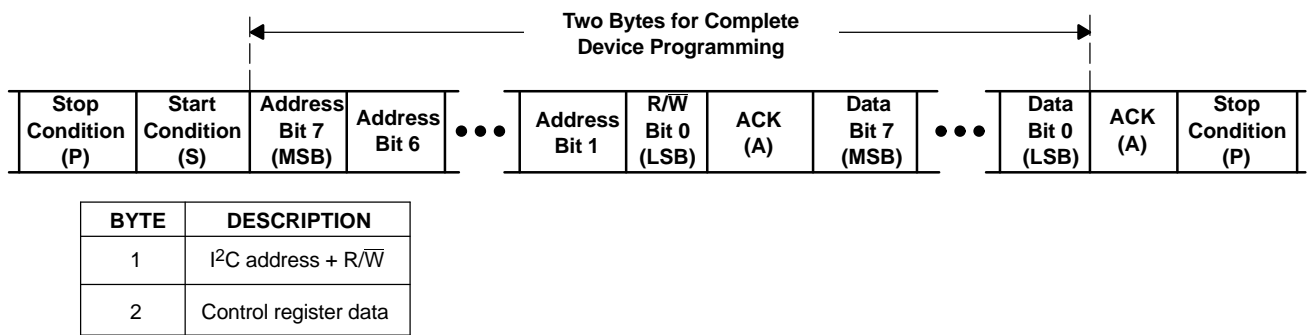 Two Bytes for Complete
Device Programming
Stop
Condition
(P)
Start
Condition
(S)
Address
Bit 7
(MSB)
Address
Bit 6
•••
Address
Bit 1
R/W̅
Bit 0
(LSB)
ACK
(A)
Data
Bit 7
(MSB)
•••
Data
Bit 0
(LSB)
ACK
(A)
Stop
Condition
(P)
BYTE DESCRIPTION
1 I²C address + R/W̅
2 Control register data